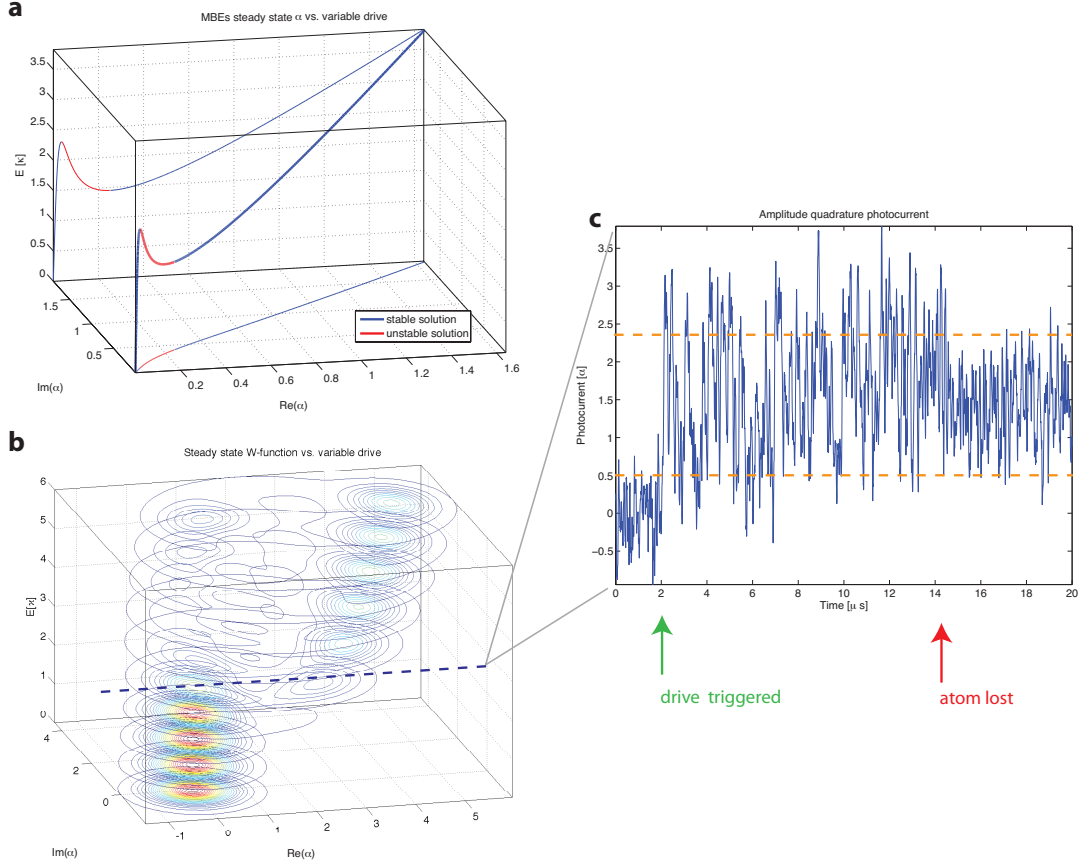 a
MBEs steady state α vs. variable drive
3.5
3
2.5
2
1.5
1
0.5
0
E [κ]
1.5
1
0.5
Im(α)
0.2
0.4
0.6
0.8
1
1.2
1.4
1.6
Re(α)
stable solution
unstable solution
b
Steady state W-function vs. variable drive
6
5
4
3
2
1
0
E[κ]
4
2
0
Im(α)
-1
0
1
2
3
4
5
Re(α)
c
Amplitude quadrature photocurrent
3.5
3
2.5
2
1.5
1
0.5
0
−0.5
Photocurrent [α]
0 2 4 6 8 10 12 14 16 18 20
Time [μ s]
drive triggered
atom lost